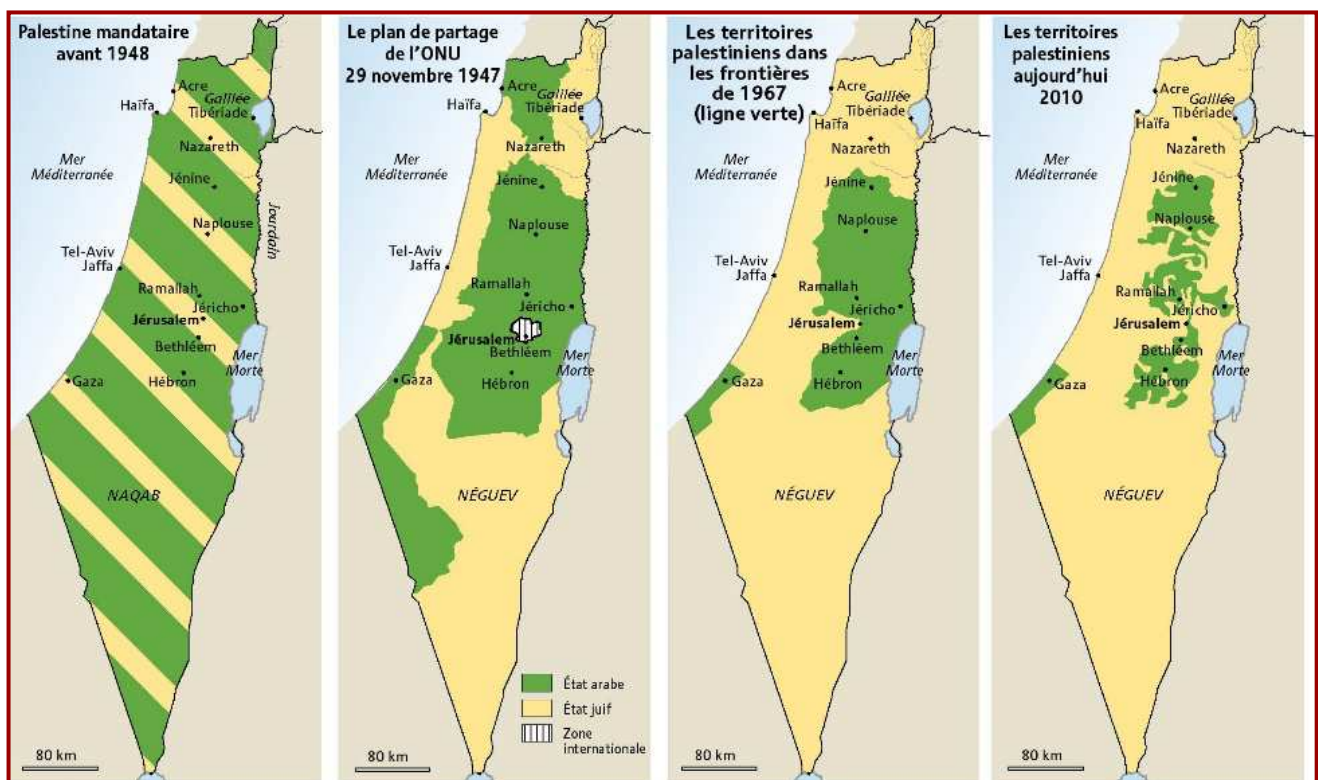 Palestine mandataire
avant 1948
Acre
Haïfa
Galilée
Tibériade
Nazareth
Mer
Méditerranée
Jénine
Jourdain
Naplouse
Tel-Aviv
Jaffa
Ramallah
Jéricho
Jérusalem
Bethléem
Mer
Morte
Hébron
Gaza
NAQAB
80 km
Le plan de partage
de l'ONU
29 novembre 1947
Acre
Haïfa
Galilée
Tibériade
Nazareth
Mer
Méditerranée
Jénine
Naplouse
Tel-Aviv
Jaffa
Ramallah
Jéricho
Jérusalem
Bethléem
Mer
Morte
Gaza
Hébron
NÉGUEV
État arabe
État juif
Zone
internationale
80 km
Les territoires
palestiniens dans
les frontières
de 1967
(ligne verte)
Acre
Galilée
Tibériade
Haïfa
Nazareth
Mer
Méditerranée
Jénine
Naplouse
Tel-Aviv
Jaffa
Ramallah
Jéricho
Jérusalem
Bethléem
Mer
Morte
Gaza
Hébron
NÉGUEV
80 km
Les territoires
palestiniens
aujourd'hui
2010
Acre
Galilée
Tibériade
Haïfa
Nazareth
Mer
Méditerranée
Jénine
Naplouse
Tel-Aviv
Jaffa
Ramallah
Jéricho
Jérusalem
Bethléem
Mer
Morte
Gaza
Hébron
NÉGUEV
80 km